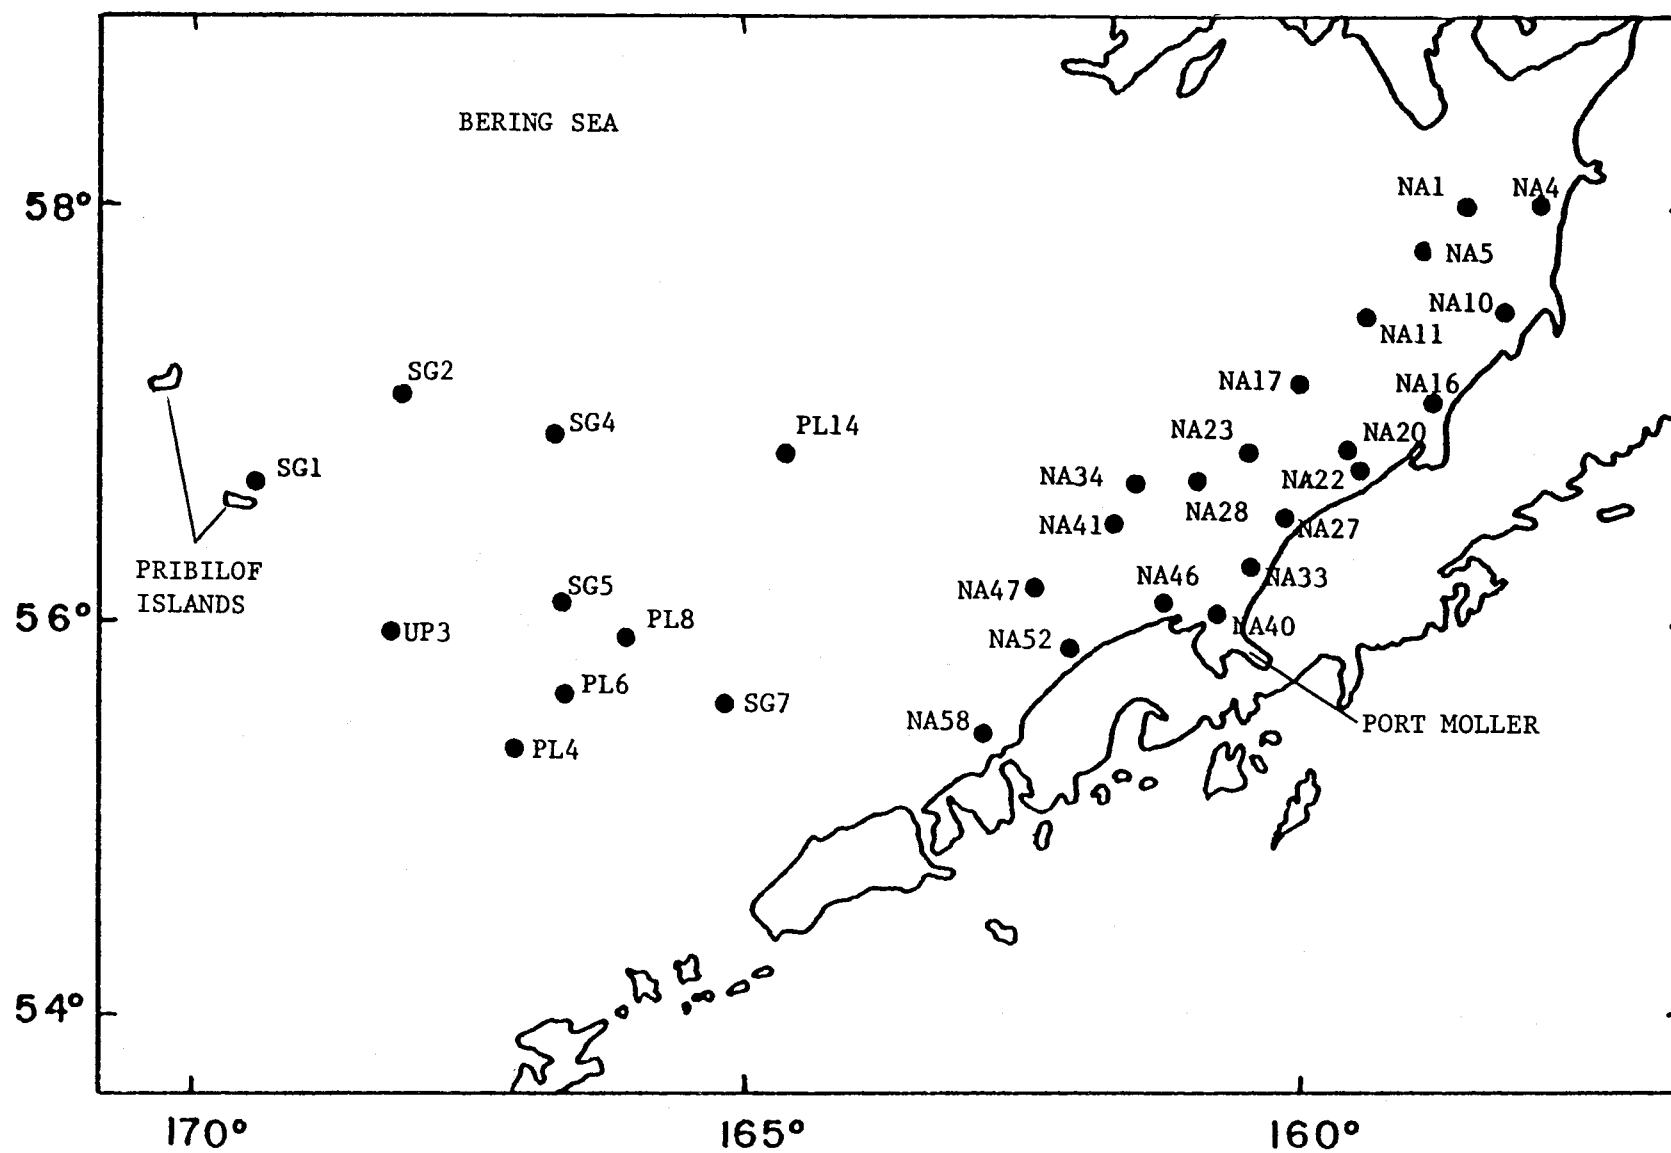 BERING SEA
58°
NA1
NA4
NA5
NA10
NA11
SG2
NA17
NA16
SG4
PL14
NA23
NA20
SG1
NA34
NA22
NA28
NA41
NA27
PRIBILOF
ISLANDS
SG5
NA47
NA46
NA33
56°
UP3
PL8
NA52
NA40
PL6
SG7
NA58
PORT MOLLER
PL4
54°
170°
165°
160°